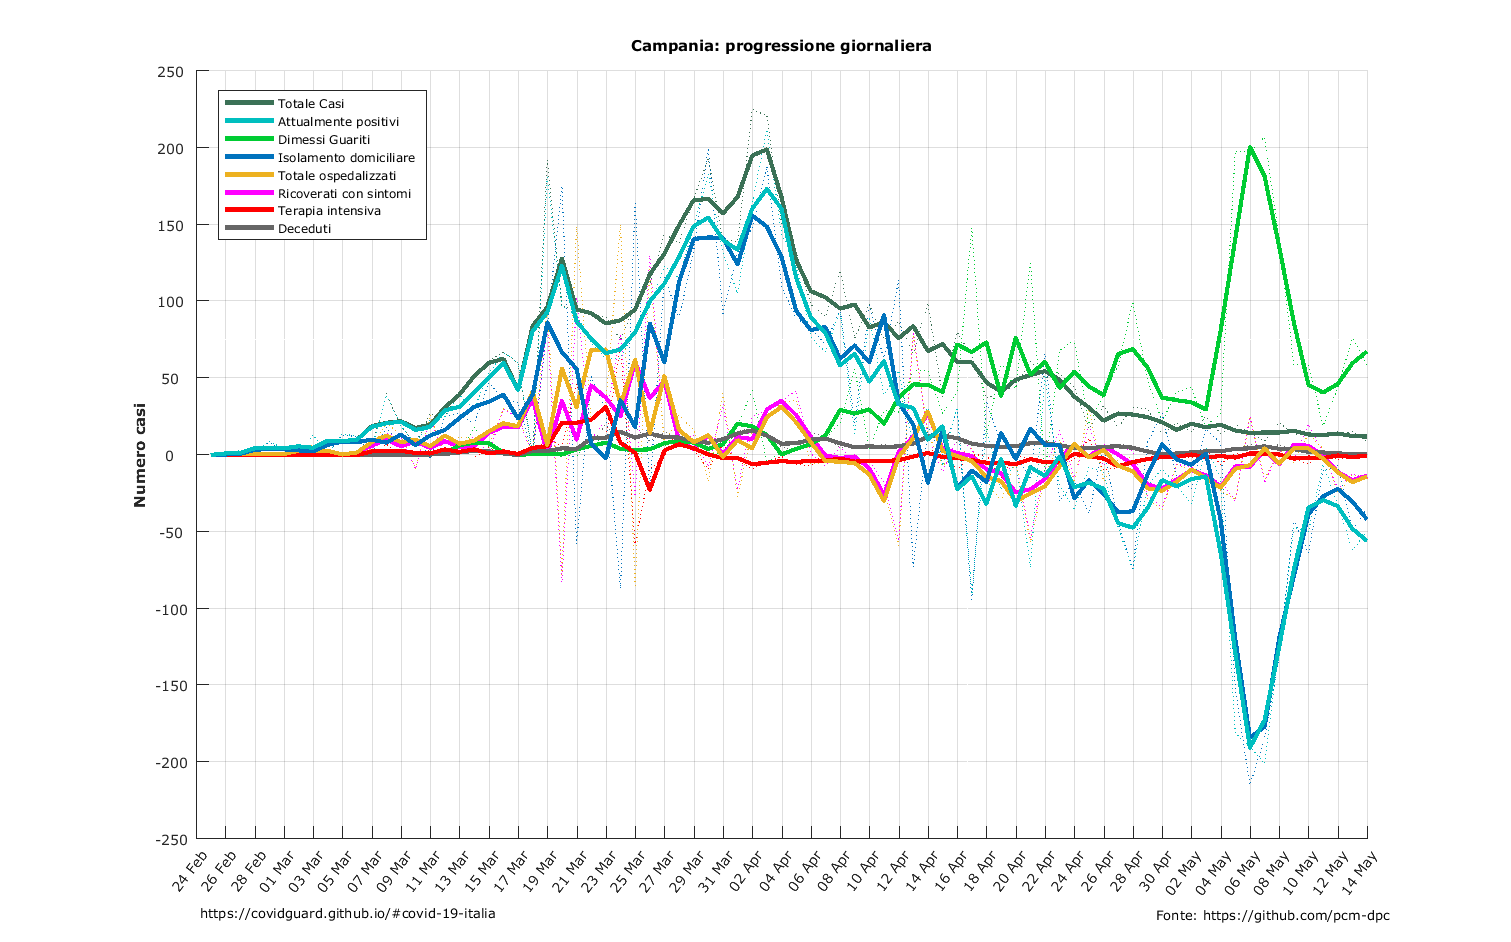 Campania: progressione giornaliera
250
200
150
100
50
0
-50
-100
-150
-200
-250
Numero casi
Totale Casi
Attualmente positivi
Dimessi Guariti
Isolamento domiciliare
Totale ospedalizzati
Ricoverati con sintomi
Terapia intensiva
Deceduti
24 Feb
26 Feb
28 Feb
01 Mar
03 Mar
05 Mar
07 Mar
09 Mar
11 Mar
13 Mar
15 Mar
17 Mar
19 Mar
21 Mar
23 Mar
25 Mar
27 Mar
29 Mar
31 Mar
02 Apr
04 Apr
06 Apr
08 Apr
10 Apr
12 Apr
14 Apr
16 Apr
18 Apr
20 Apr
22 Apr
24 Apr
26 Apr
28 Apr
30 Apr
02 May
04 May
06 May
08 May
10 May
12 May
14 May
https://covidguard.github.io/#covid-19-italia
Fonte: https://github.com/pcm-dpc